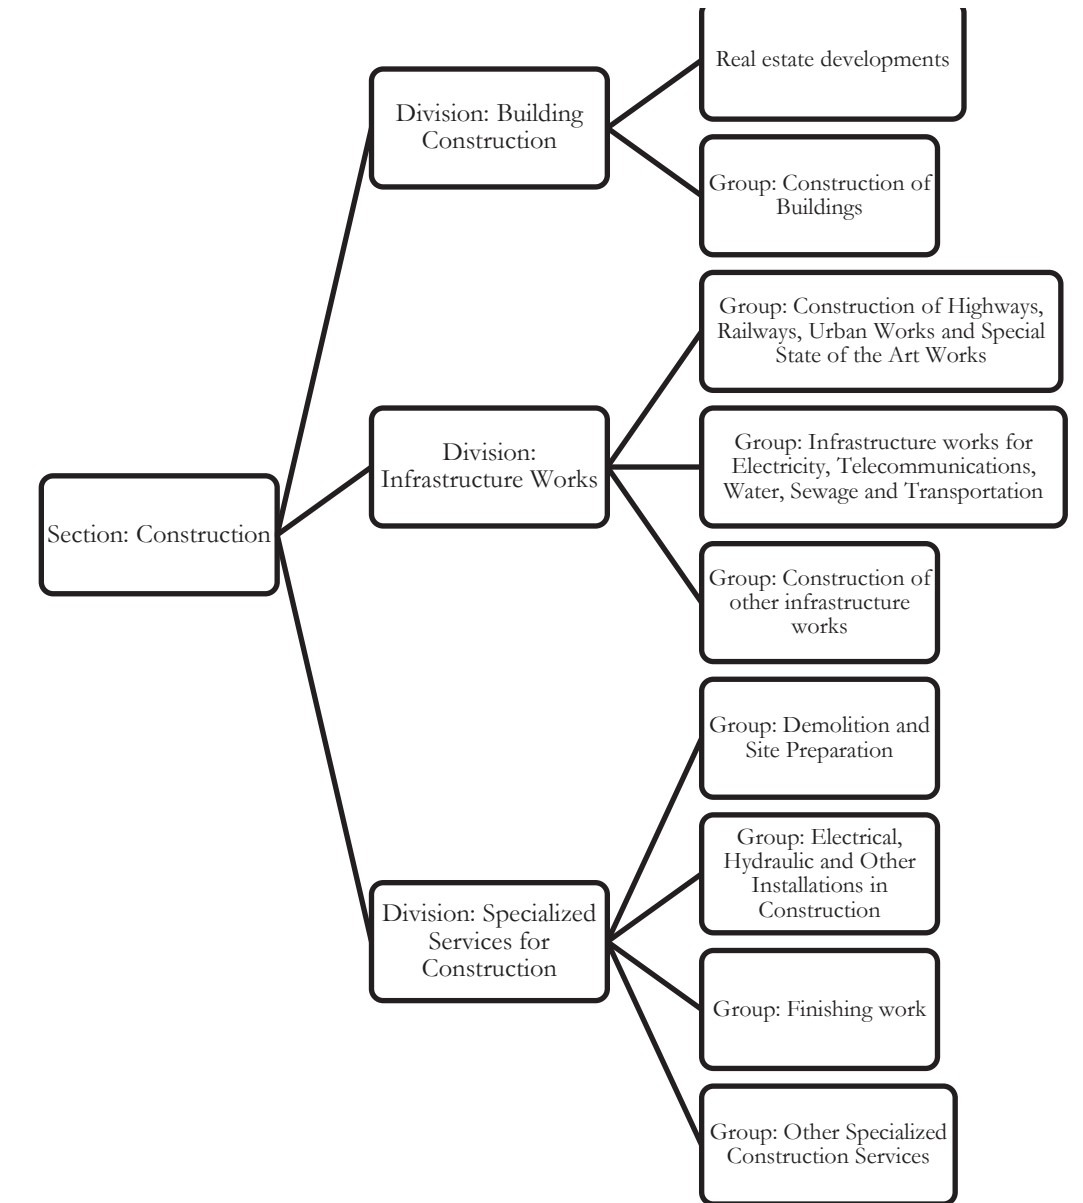 Real estate developments
Division: Building
Construction
Group: Construction of
Buildings
Group: Construction of Highways,
Railways, Urban Works and Special
State of the Art Works
Division:
Infrastructure Works
Group: Infrastructure works for
Electricity, Telecommunications,
Water, Sewage and Transportation
Section: Construction
Group: Construction of
other infrastructure
works
Group: Demolition and
Site Preparation
Group: Electrical,
Hydraulic and Other
Installations in
Construction
Division: Specialized
Services for
Construction
Group: Finishing work
Group: Other Specialized
Construction Services